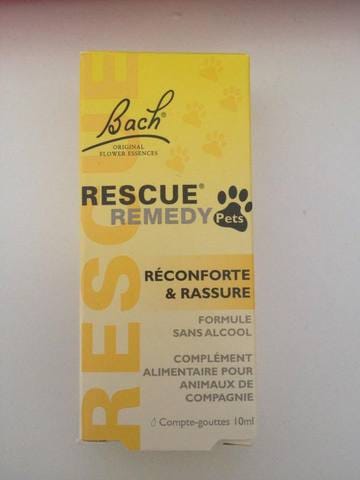 RESCUE
Bach®
ORIGINAL
FLOWER ESSENCES
RESCUE®
REMEDY Pets
RÉCONFORTE
& RASSURE
FORMULE
SANS ALCOOL
COMPLÉMENT
ALIMENTAIRE POUR
ANIMAUX DE
COMPAGNIE
Compte-gouttes 10ml